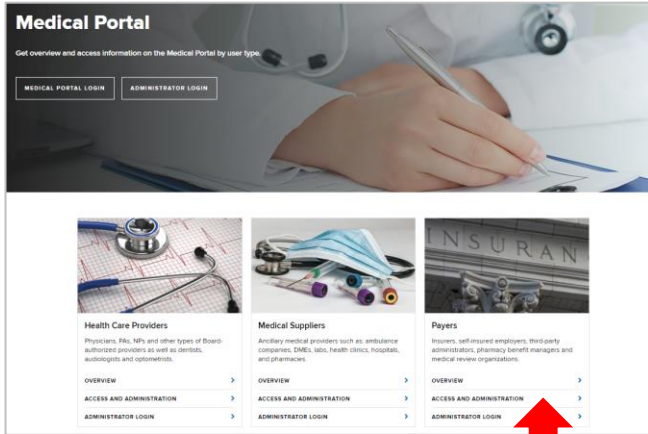 Medical Portal
Get overview and access information on the Medical Portal by user type.
MEDICAL PORTAL LOGIN
ADMINISTRATOR LOGIN
Health Care Providers
Physicians, PAs, NPs and other types of Board-
authorized providers as well as dentists,
audiologists and optometrists.
OVERVIEW
ACCESS AND ADMINISTRATION
ADMINISTRATOR LOGIN
Medical Suppliers
Ancillary medical providers such as: ambulance
companies, DMEs, labs, health clinics, hospitals,
and pharmacies.
OVERVIEW
ACCESS AND ADMINISTRATION
ADMINISTRATOR LOGIN
INSURAN
Payers
Insurers, self-insured employers, third-party
administrators, pharmacy benefit managers and
medical review organizations.
OVERVIEW
ACCESS AND ADMINISTRATION
ADMINISTRATOR LOGIN